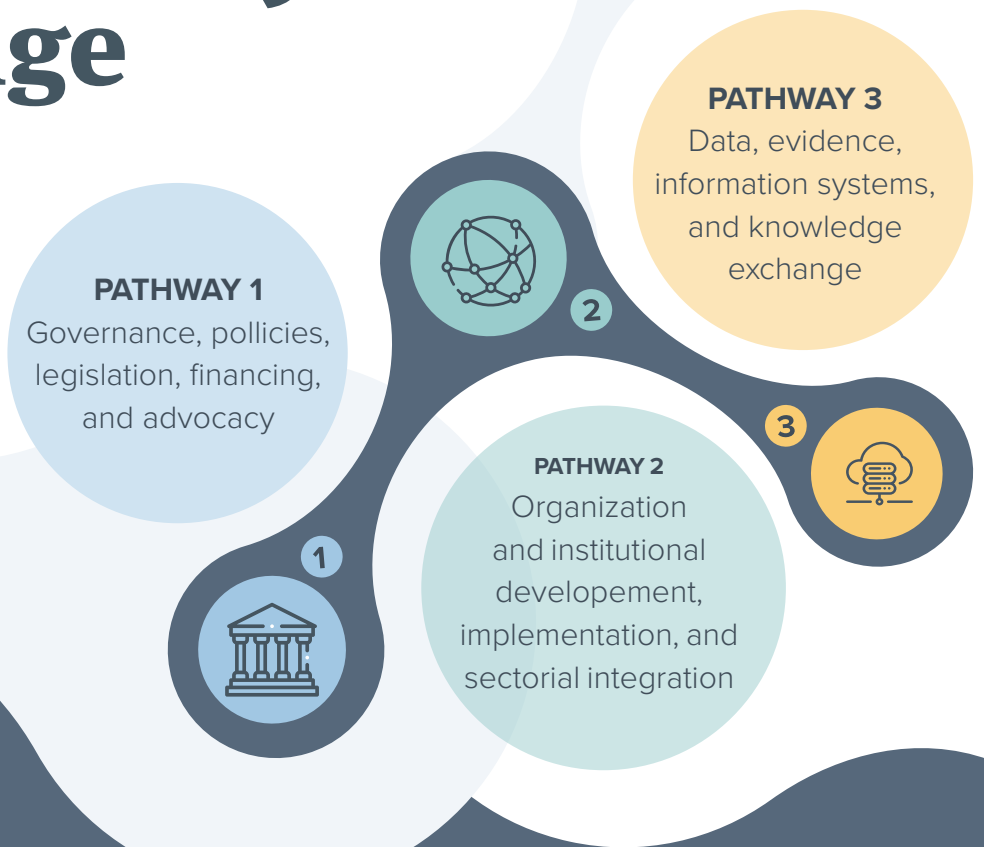 ge
PATHWAY 1
Governance, pollicies,
legislation, financing,
and advocacy
1
2
PATHWAY 2
Organization
and institutional
developement,
implementation, and
sectorial integration
PATHWAY 3
Data, evidence,
information systems,
and knowledge
exchange
3